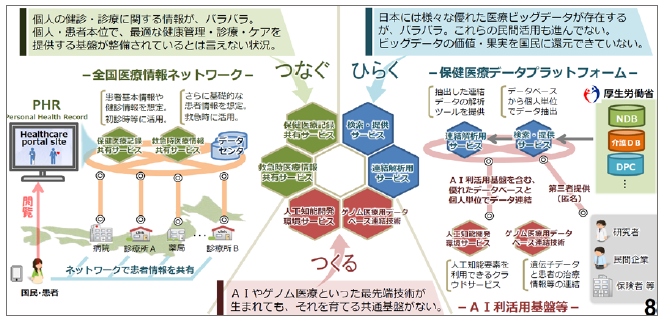 個人の健診・診療に関する情報が、バラバラ。
個人・患者本位で、最適な健康管理・診療・ケアを
提供する基盤が整備されているとは言えない状況。
日本には様々な優れた医療ビッグデータが存在する
が、バラバラ。これらの民間活用も進んでない。
ビッグデータの価値・果実を国民に還元できていない。
つなぐ
ひらく
－全国医療情報ネットワーク－
PHR
Personal Health Record
Healthcare
portal site
患者基本情報や
健診情報を想定。
初診時等に活用。
さらに基礎的な
患者情報を想定。
救急時に活用。
保健医療記録
共有サービス
救急時医療情報
共有サービス
データ
センター
閲覧
病院
診療所A
薬局
診療所B
ネットワークで患者情報を共有
国民・患者
保健医療記録
共有サービス
検索・提供
サービス
救急時医療情報
共有サービス
連結解析用
サービス
人工知能開発
環境サービス
ゲノム医療用データ
ベース連結技術
つくる
AIやゲノム医療といった最先端技術が
生まれても、それを育てる共通基盤がない。
－保健医療データプラットフォーム－
抽出した連結
データの解析
ツールを提供
データベース
から個人単位
でデータ抽出
厚生労働省
連結解析用
サービス
検索・提供
サービス
NDB
介護DB
DPC
AI利活用基盤を含む、
優れたデータベースと
個人単位でデータ連結
第三者提供
（匿名）
人工知能開発
環境サービス
ゲノム医療用データ
ベース連結技術
人工知能要素を
利用できるクラ
ウドサービス
遺伝子データ
と患者の治療
情報等の連結
研究者
民間企業
保険者 等
－AI利活用基盤等－
8